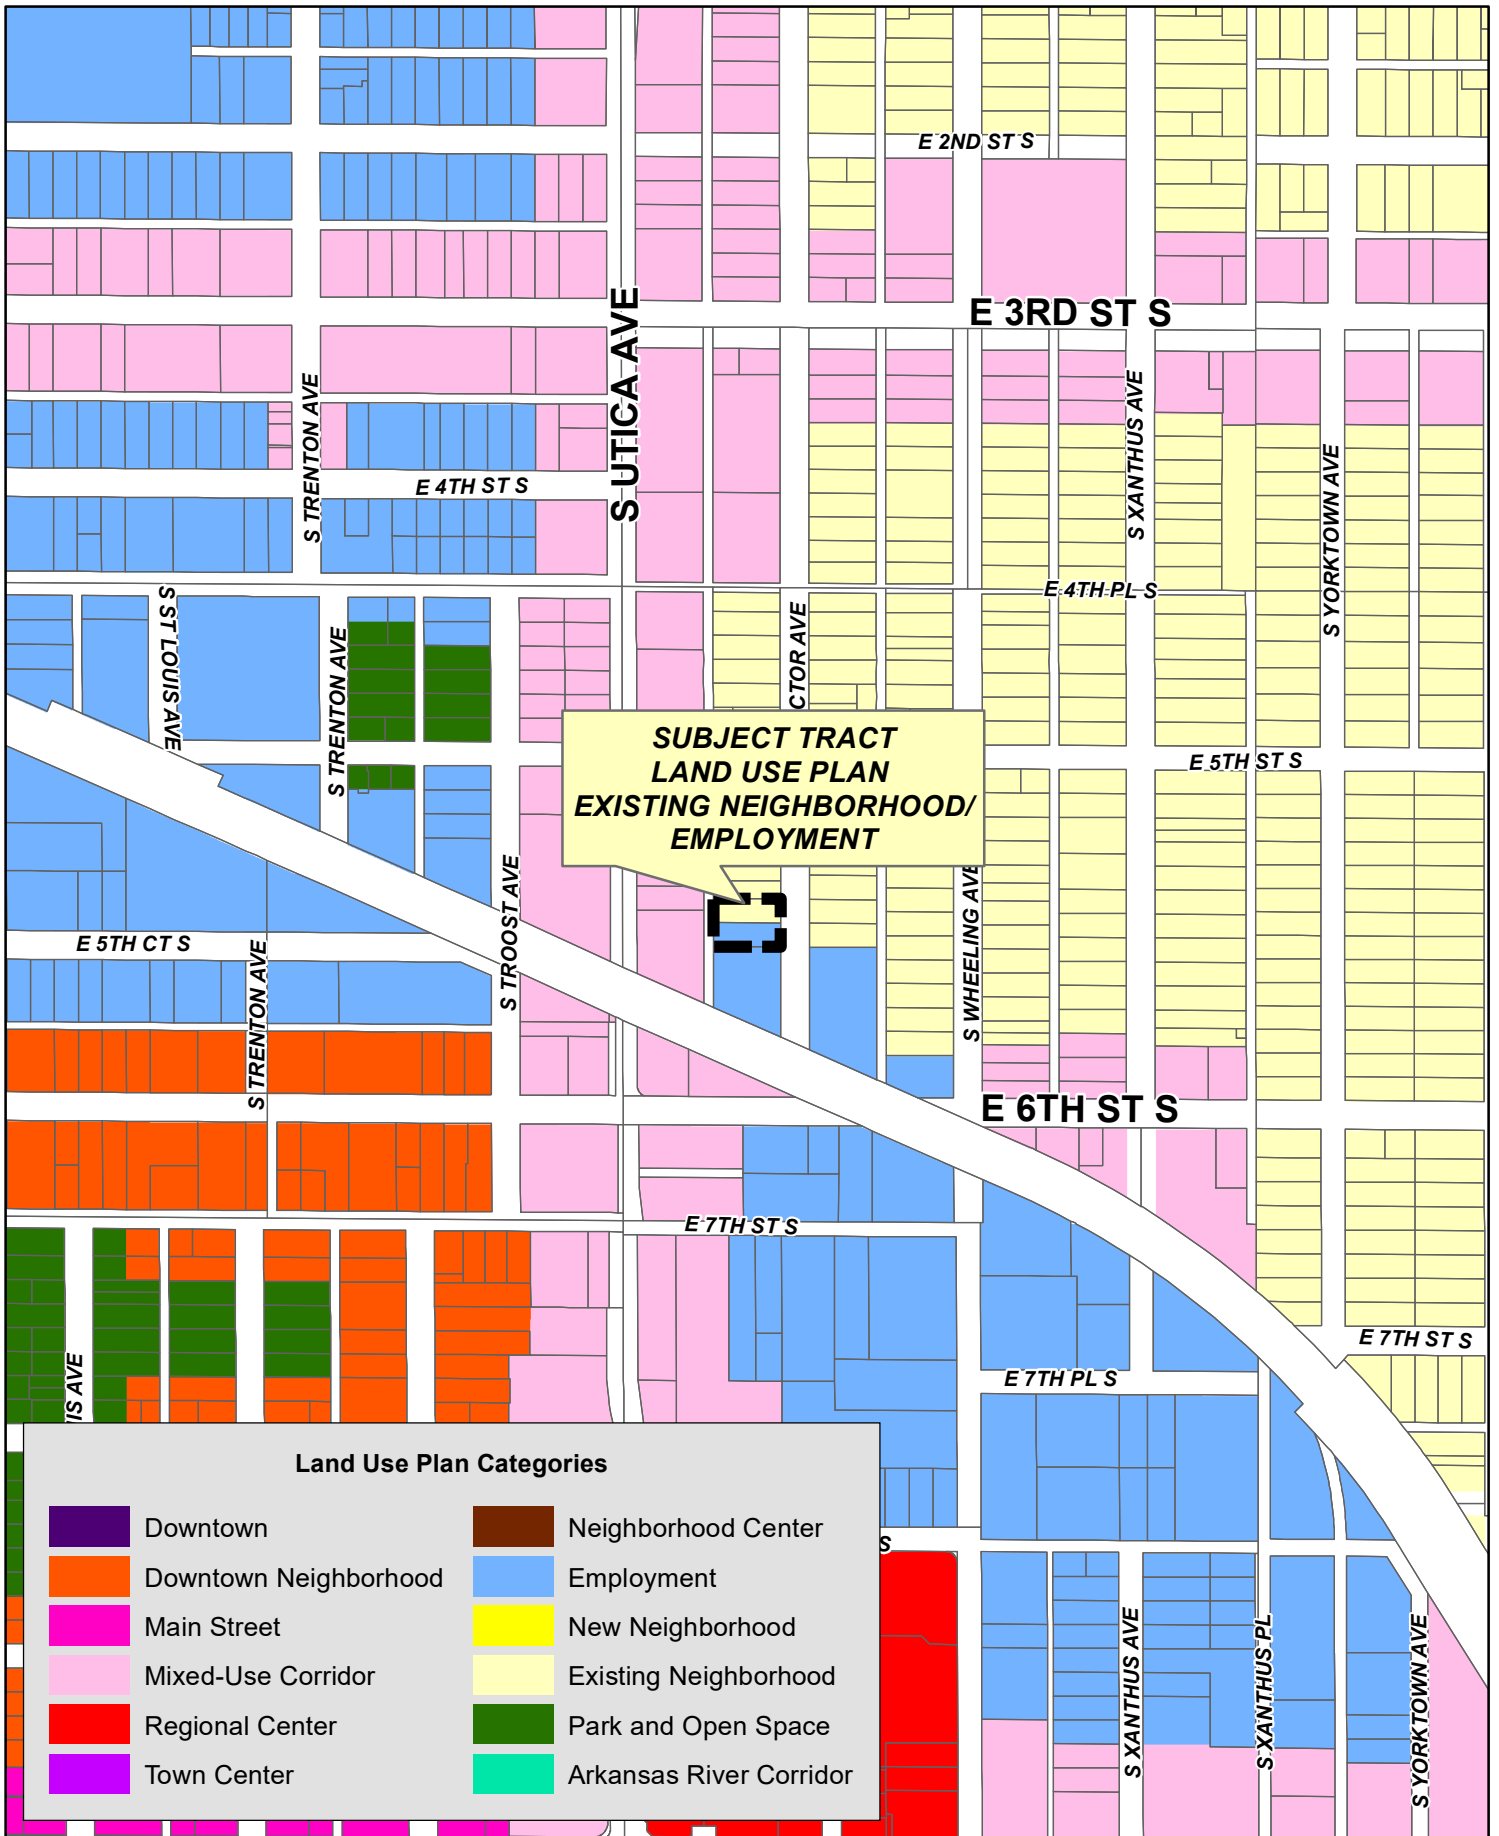 E 2ND ST S
E 3RD ST S
S UTICA AVE
S TRENTON AVE
S XANTHUS AVE
S YORKTOWN AVE
E 4TH ST S
E 4TH PL S
S ST LOUIS AVE
S TRENTON AVE
CTOR AVE
SUBJECT TRACT
LAND USE PLAN
EXISTING NEIGHBORHOOD/
EMPLOYMENT
E 5TH ST S
S TROOST AVE
S WHEELING AVE
E 5TH CT S
S TRENTON AVE
E 6TH ST S
E 7TH ST S
E 7TH ST S
E 7TH PL S
IS AVE
S
S XANTHUS AVE
S XANTHUS PL
S YORKTOWN AVE
Land Use Plan Categories
Downtown
Downtown Neighborhood
Main Street
Mixed-Use Corridor
Regional Center
Town Center
Neighborhood Center
Employment
New Neighborhood
Existing Neighborhood
Park and Open Space
Arkansas River Corridor